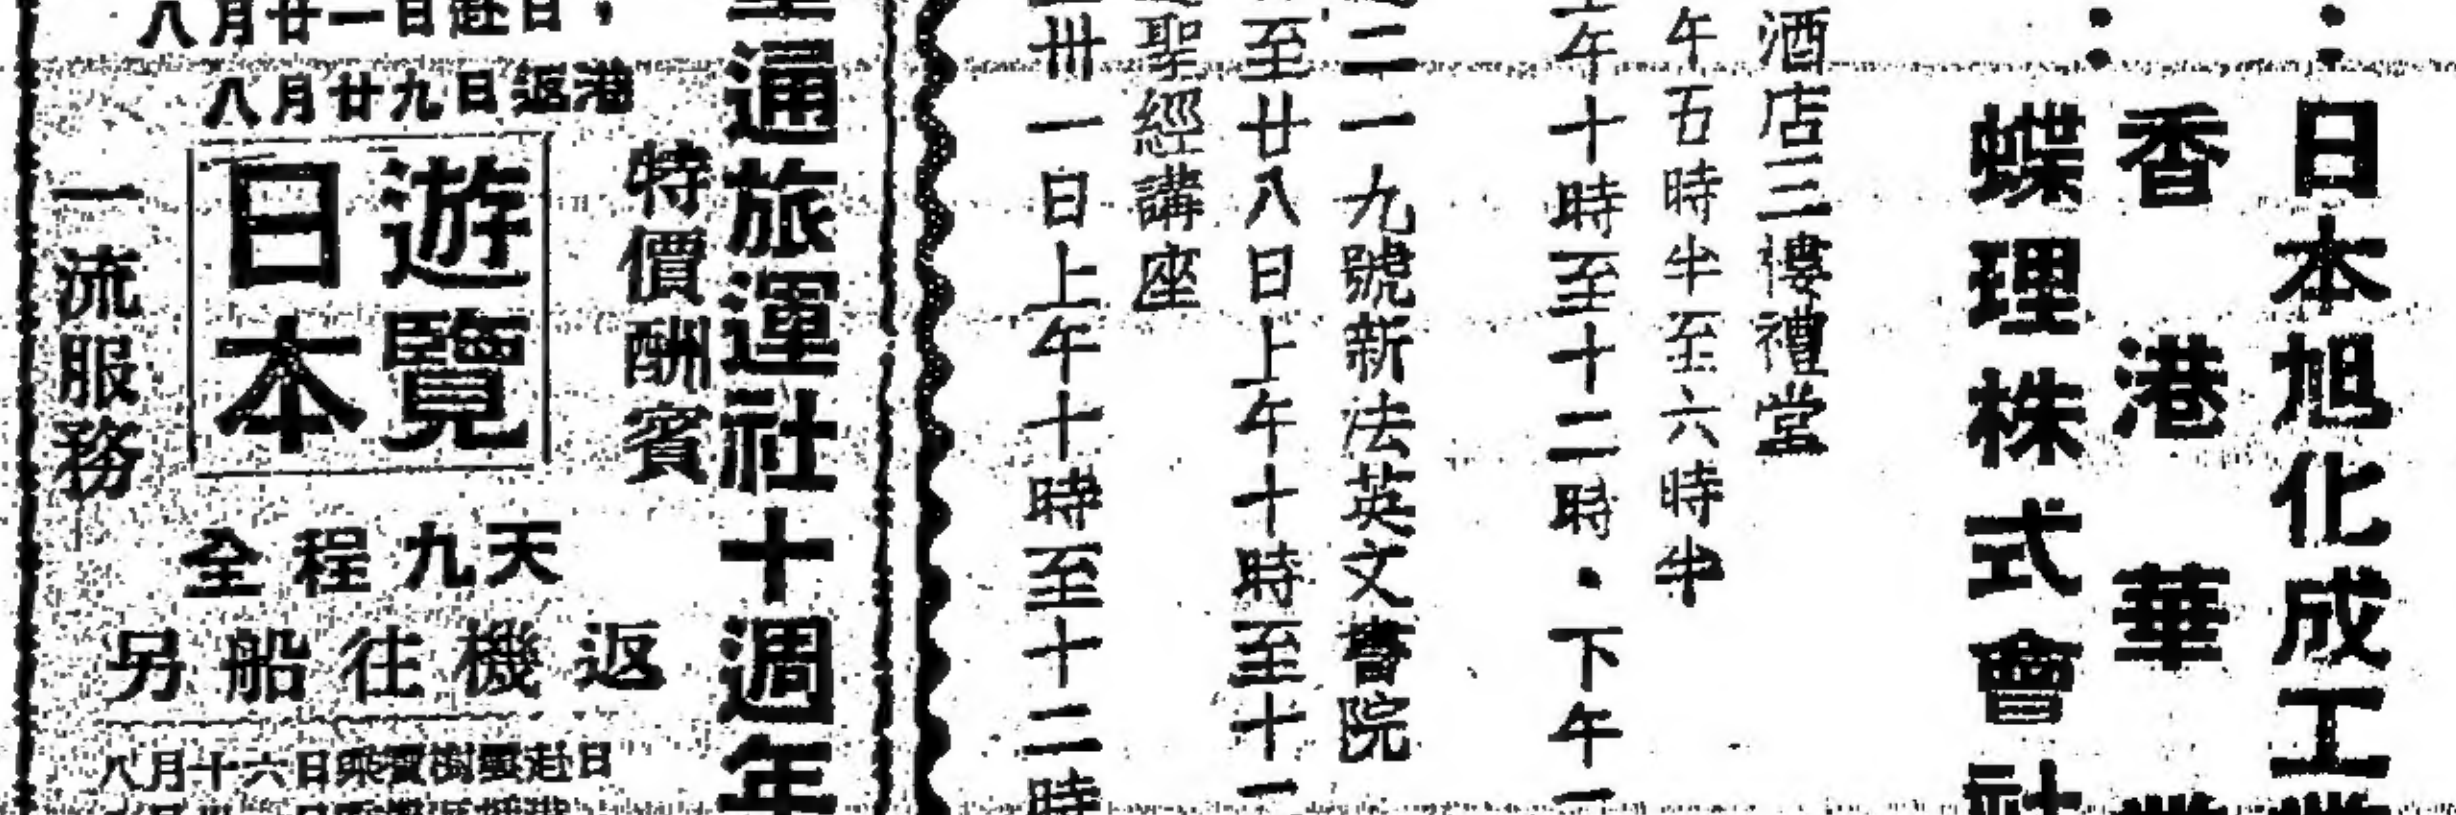 日本旭化成工業
香港華
蝶理株式會社
酒店三樓禮堂
午五時半至六時半
午十時至十二時・下午一
二一九號新法英文書院
至廿八日上午十時至十一
聖經講座
卅一日上午十時至十二時
通旅運社十週年
特價酬賓
八月廿一日赴日，
八月廿九日返港
遊覽
日本
一流服務
全程九天
另船往機返
八月十六日乘 樹 赴日